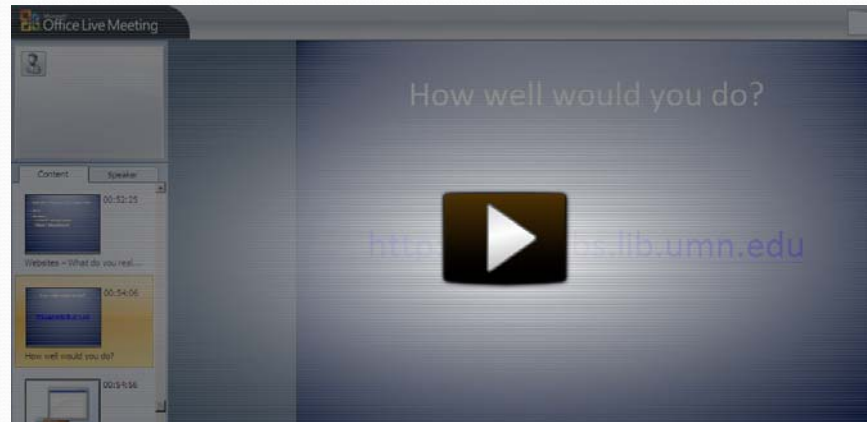 Office Live Meeting
How well would you do?
Content
Speaker
00:52:25
Websites – What do you real...
http bs.lib.umn.edu
00:54:06
How well would you do?
00:59:56